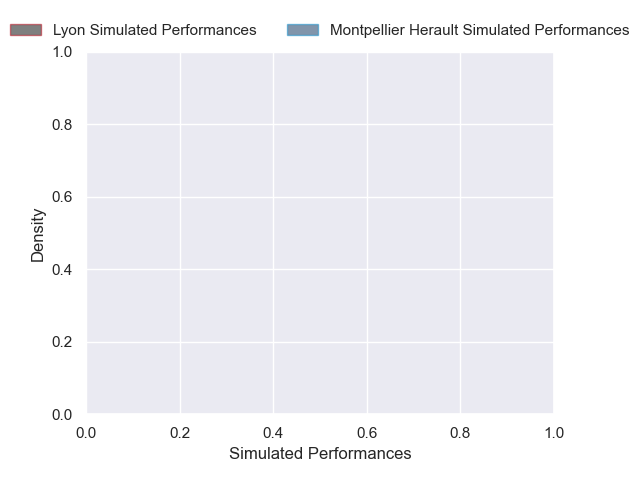 Lyon Simulated Performances
Montpellier Herault Simulated Performances
1.0
0.8
0.6
0.4
0.2
0.0
Density
0.0 0.2 0.4 0.6 0.8 1.0
Simulated Performances